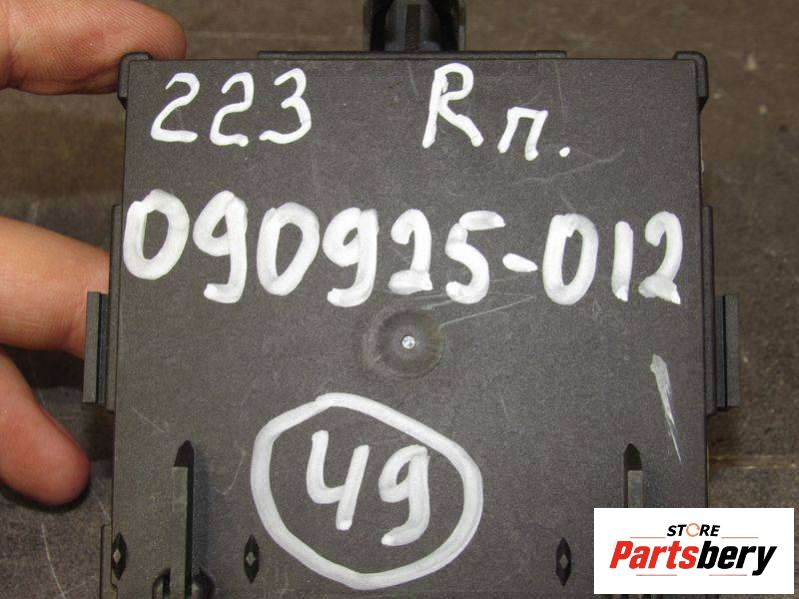 223 Rп.
090925-012
49
STORE
Partsbery